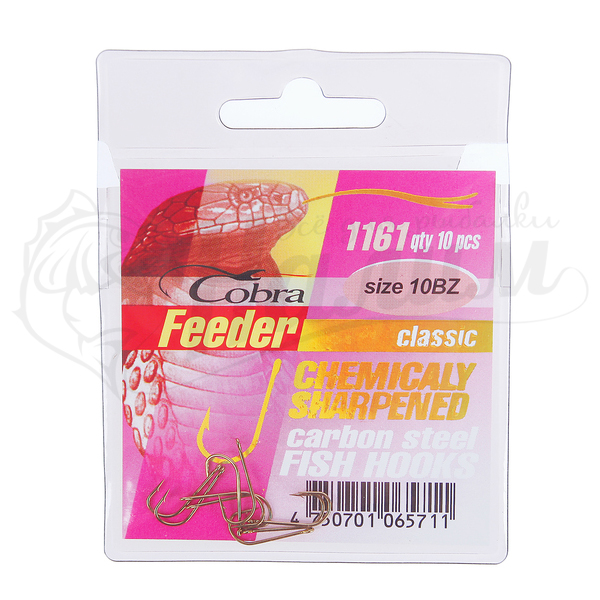 1161 qty 10 pcs
Cobra
size 10BZ
Feeder
classic
CHEMICALY
SHARPENED
carbon steel
FISH HOOKS
4 750701 065711